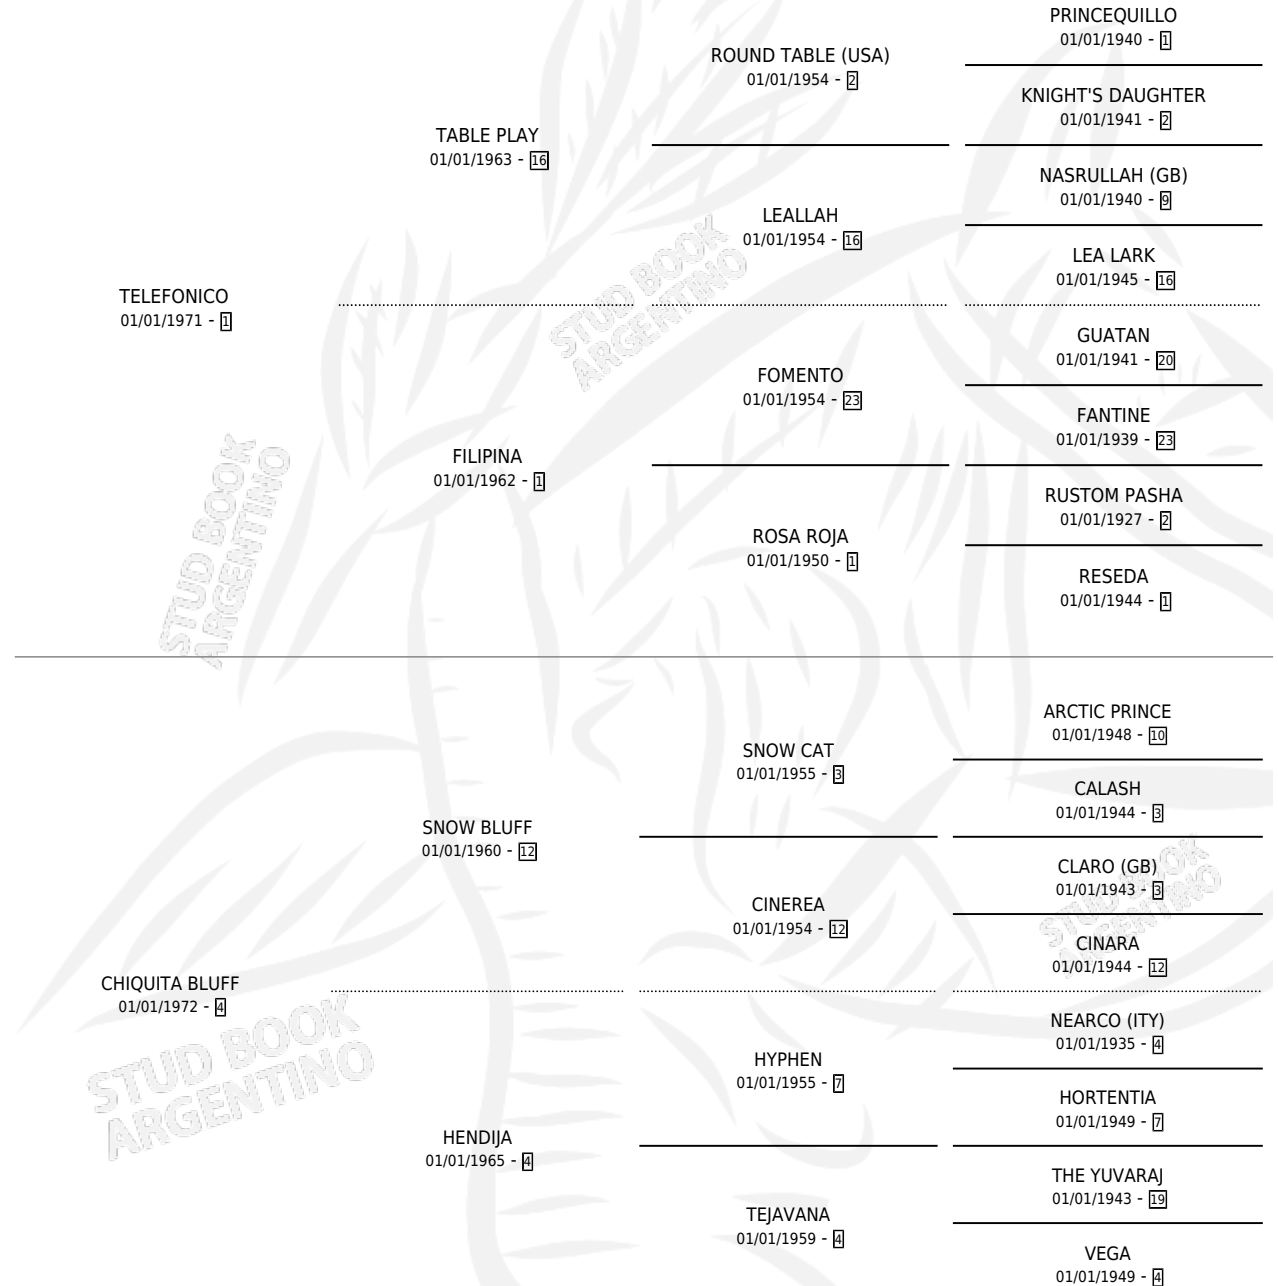 PRINCEQUILLO
01/01/1940 - 1
ROUND TABLE (USA)
01/01/1954 - 2
KNIGHT'S DAUGHTER
01/01/1941 - 2
TABLE PLAY
01/01/1963 - 16
NASRULLAH (GB)
01/01/1940 - 9
LEALLAH
01/01/1954 - 16
LEA LARK
01/01/1945 - 16
TELEFONICO
01/01/1971 - 1
GUATAN
01/01/1941 - 20
FOMENTO
01/01/1954 - 23
FANTINE
01/01/1939 - 23
FILIPINA
01/01/1962 - 1
RUSTOM PASHA
01/01/1927 - 2
ROSA ROJA
01/01/1950 - 1
RESEDA
01/01/1944 - 1
ARCTIC PRINCE
01/01/1948 - 10
SNOW CAT
01/01/1955 - 3
CALASH
01/01/1944 - 3
SNOW BLUFF
01/01/1960 - 12
CLARO (GB)
01/01/1943 - 3
CINEREA
01/01/1954 - 12
CINARA
01/01/1944 - 12
CHIQUITA BLUFF
01/01/1972 - 4
NEARCO (ITY)
01/01/1935 - 4
HYPHEN
01/01/1955 - 7
HORTENTIA
01/01/1949 - 7
HENDIJA
01/01/1965 - 4
THE YUVARAJ
01/01/1943 - 19
TEJAVANA
01/01/1959 - 4
VEGA
01/01/1949 - 4
STUD BOOK
ARGENTINO
STUD BOOK
ARGENTINO
STUD BOOK
ARGENTINO
STUD BOOK
ARGENTINO